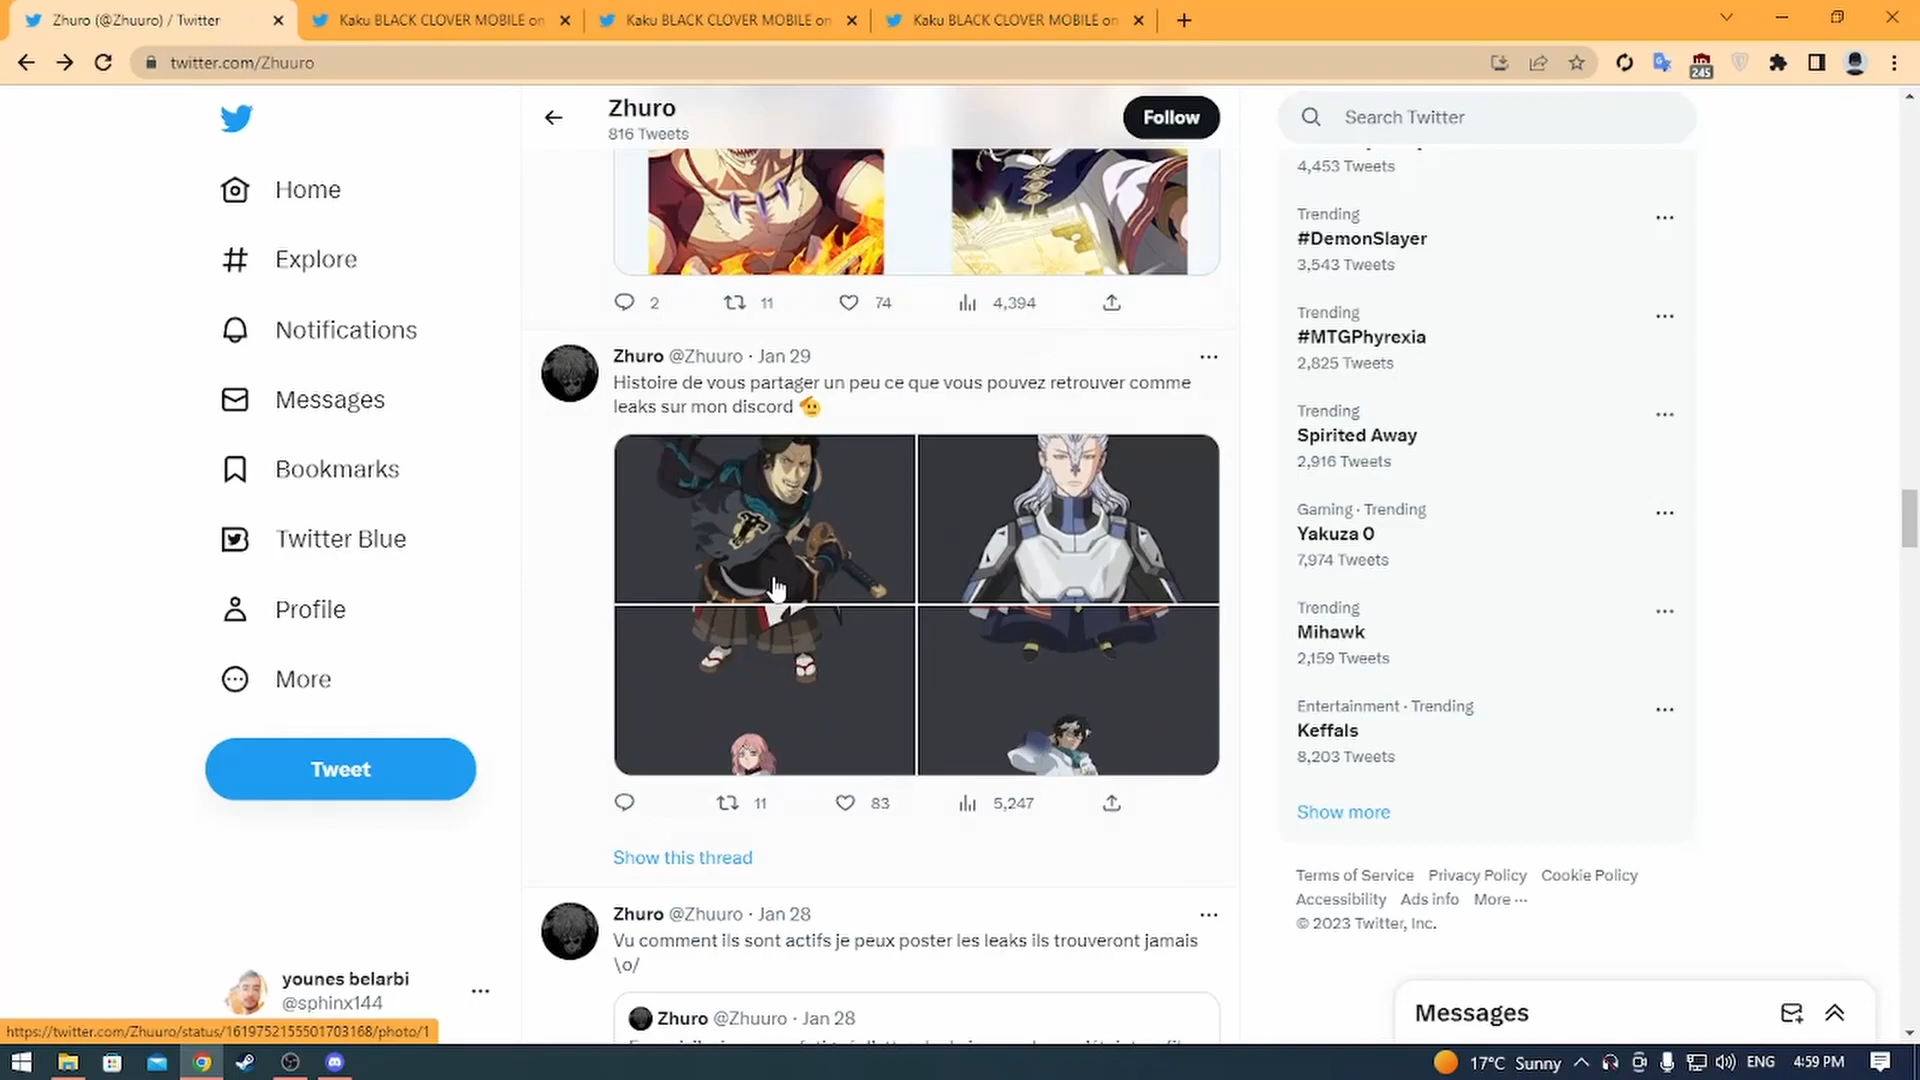 Zhuro (@Zhuuro) / Twitter
Kaku BLACK CLOVER MOBILE on
Kaku BLACK CLOVER MOBILE on
Kaku BLACK CLOVER MOBILE on
twitter.com/Zhuuro
245
Home
Explore
Notifications
Messages
Bookmarks
Twitter Blue
Profile
More
Tweet
younes belarbi
@sphinx144
Zhuro
816 Tweets
Follow
2 11 74 4,394
Zhuro @Zhuuro · Jan 29
Histoire de vous partager un peu ce que vous pouvez retrouver comme
leaks sur mon discord
11 83 5,247
Show this thread
Zhuro @Zhuuro · Jan 28
Vu comment ils sont actifs je peux poster les leaks ils trouveront jamais
\o/
Zhuro @Zhuuro · Jan 28
Search Twitter
4,453 Tweets
Trending
#DemonSlayer
3,543 Tweets
Trending
#MTGPhyrexia
2,825 Tweets
Trending
Spirited Away
2,916 Tweets
Gaming · Trending
Yakuza 0
7,974 Tweets
Trending
Mihawk
2,159 Tweets
Entertainment · Trending
Keffals
8,203 Tweets
Show more
Terms of Service Privacy Policy Cookie Policy
Accessibility Ads info More ···
© 2023 Twitter, Inc.
Messages
https://twitter.com/Zhuuro/status/1619752155501703168/photo/1
17°C Sunny ENG 4:59 PM